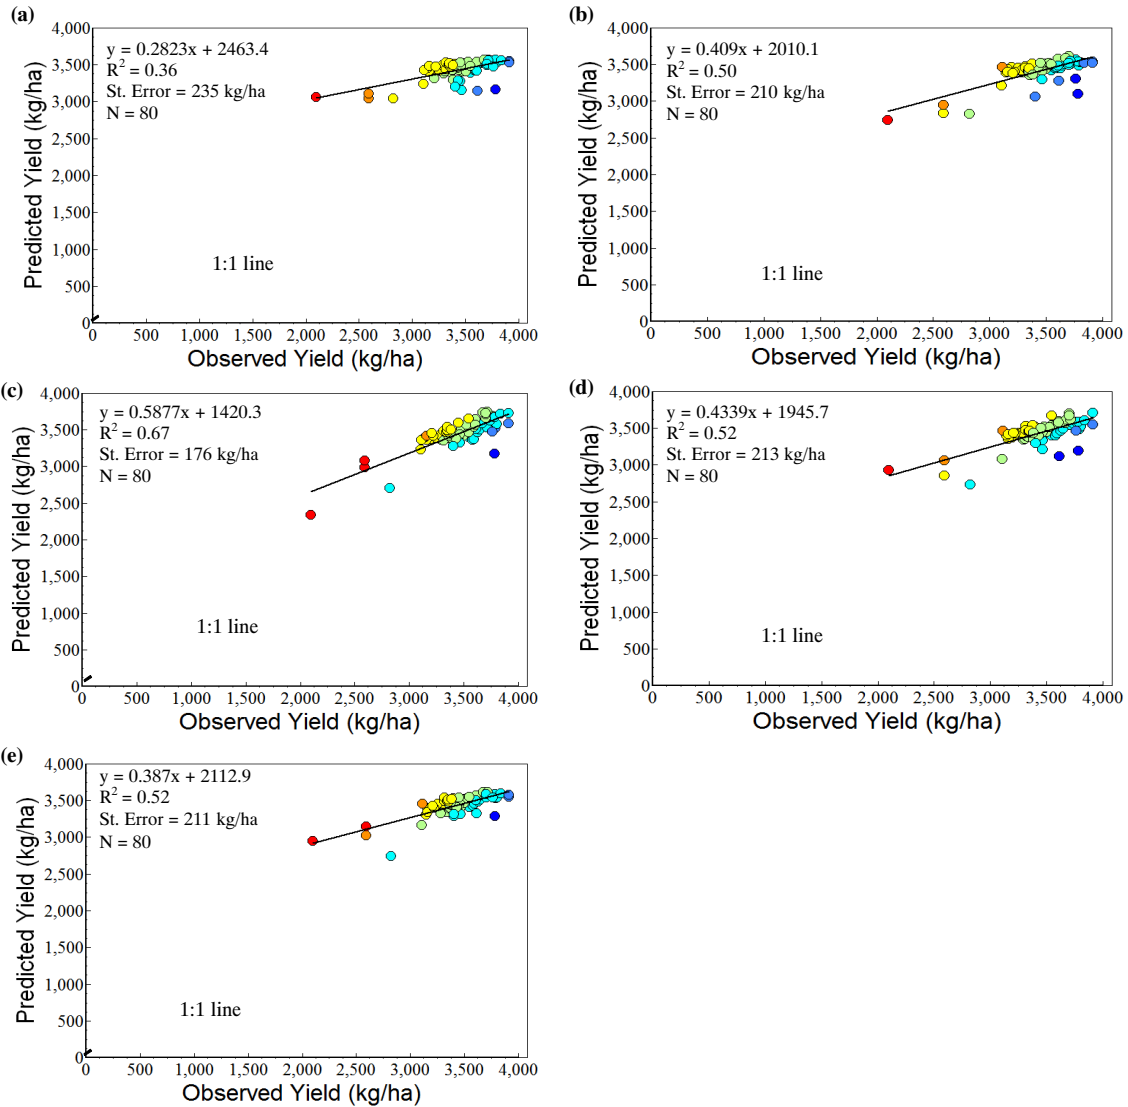 (a)
4,000
3,500
3,000
2,500
2,000
1,500
1,000
500
0
Predicted Yield (kg/ha)
y = 0.2823x + 2463.4
R² = 0.36
St. Error = 235 kg/ha
N = 80
1:1 line
0 500 1,000 1,500 2,000 2,500 3,000 3,500 4,000
Observed Yield (kg/ha)
(b)
4,000
3,500
3,000
2,500
2,000
1,500
1,000
500
0
Predicted Yield (kg/ha)
y = 0.409x + 2010.1
R² = 0.50
St. Error = 210 kg/ha
N = 80
1:1 line
0 500 1,000 1,500 2,000 2,500 3,000 3,500 4,000
Observed Yield (kg/ha)
(c)
4,000
3,500
3,000
2,500
2,000
1,500
1,000
500
0
Predicted Yield (kg/ha)
y = 0.5877x + 1420.3
R² = 0.67
St. Error = 176 kg/ha
N = 80
1:1 line
0 500 1,000 1,500 2,000 2,500 3,000 3,500 4,000
Observed Yield (kg/ha)
(d)
4,000
3,500
3,000
2,500
2,000
1,500
1,000
500
0
Predicted Yield (kg/ha)
y = 0.4339x + 1945.7
R² = 0.52
St. Error = 213 kg/ha
N = 80
1:1 line
0 500 1,000 1,500 2,000 2,500 3,000 3,500 4,000
Observed Yield (kg/ha)
(e)
4,000
3,500
3,000
2,500
2,000
1,500
1,000
500
0
Predicted Yield (kg/ha)
y = 0.387x + 2112.9
R² = 0.52
St. Error = 211 kg/ha
N = 80
1:1 line
0 500 1,000 1,500 2,000 2,500 3,000 3,500 4,000
Observed Yield (kg/ha)